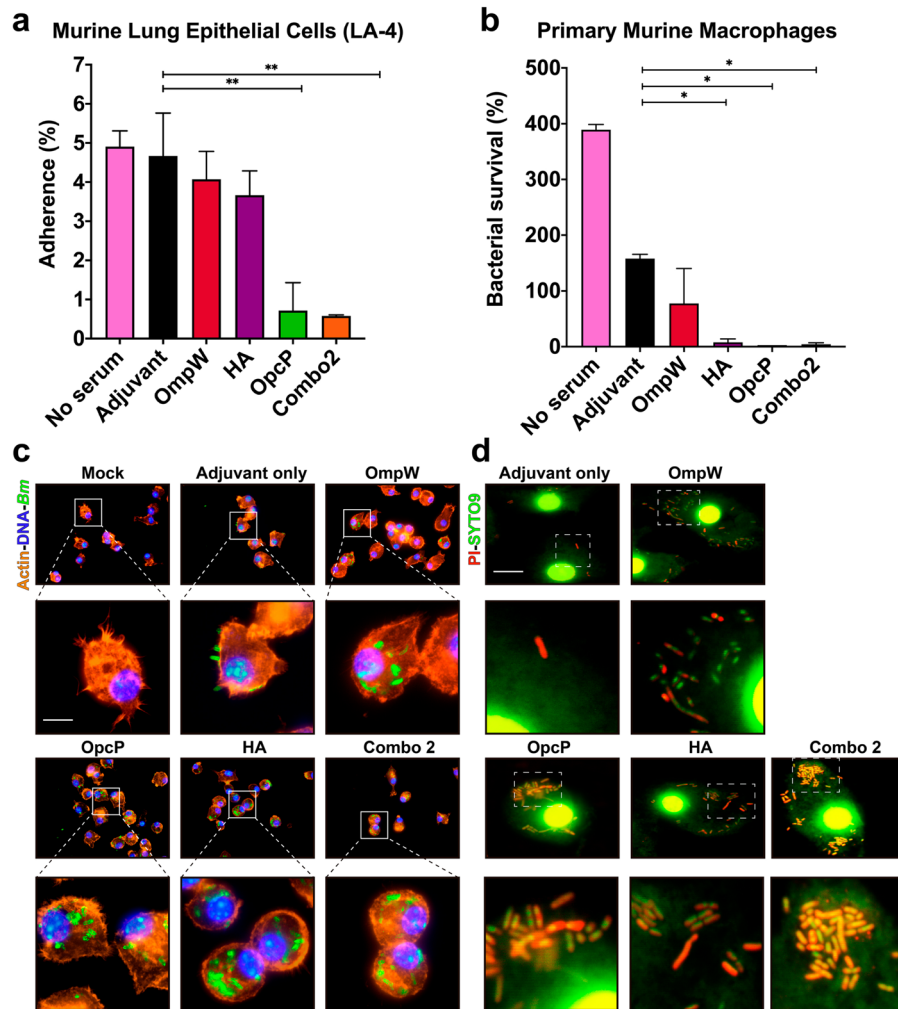 a Murine Lung Epithelial Cells (LA-4)
Adherence (%)
7
6
5
4
3
2
1
0
**
**
No serum
Adjuvant
OmpW
HA
OpcP
Combo2
b Primary Murine Macrophages
Bacterial survival (%)
500
400
300
200
100
0
*
*
*
No serum
Adjuvant
OmpW
HA
OpcP
Combo2
c
Actin-DNA-Bm
Mock Adjuvant only OmpW
OpcP HA Combo 2
d
PI-SYTO9
Adjuvant only OmpW
OpcP HA Combo 2